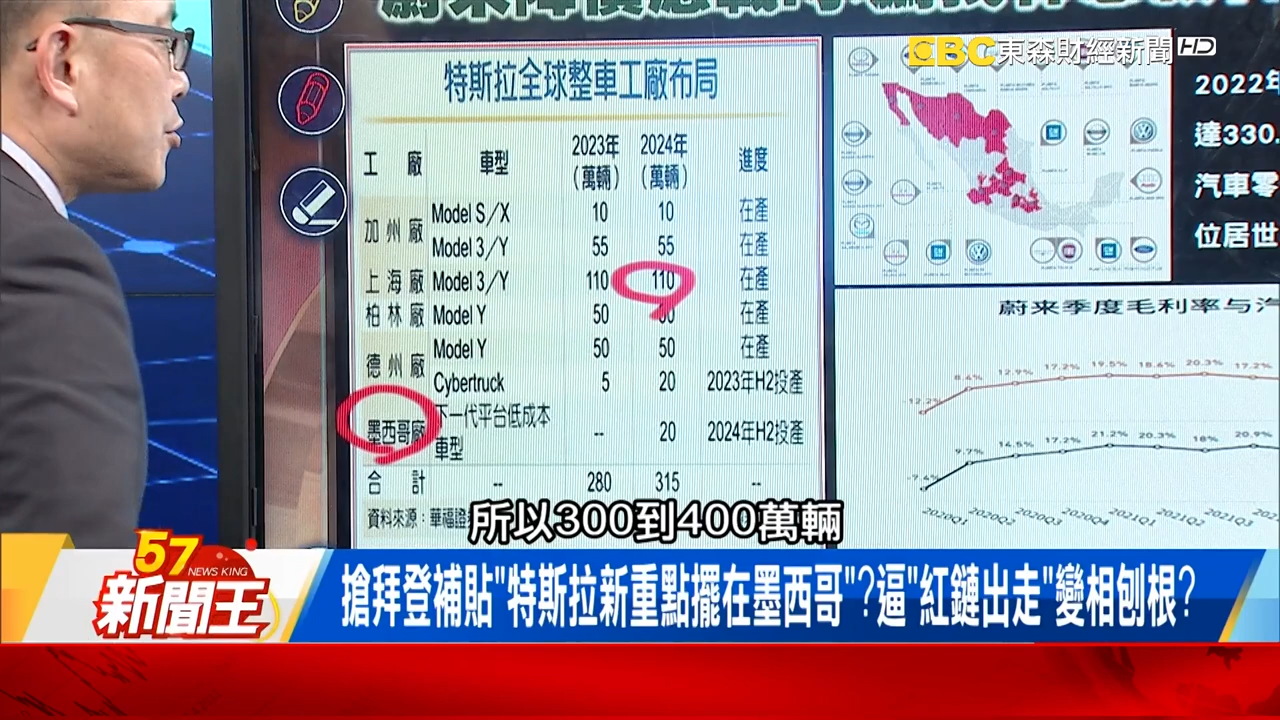 EBC 東森財經新聞 HD
特斯拉全球整車工廠布局
工 廠 車型 2023年(萬輛) 2024年(萬輛) 進度
加州廠 Model S/X 10 10 在產
Model 3/Y 55 55 在產
上海廠 Model 3/Y 110 110 在產
柏林廠 Model Y 50 在產
德州廠 Model Y 50 50 在產
Cybertruck 5 20 2023年H2投產
墨西哥廠 下一代平台低成本車型 -- 20 2024年H2投產
合 計 -- 280 315 --
資料來源:華福證
2022年
達330.
汽車零
位居世
蔚来季度毛利率与汽
-12.2% 8.4% 12.9% 17.2% 19.5% 18.6% 20.3% 17.2%
-7.4% 9.7% 14.5% 17.2% 21.2% 20.3% 18% 20.9%
2020Q1 2020Q2 2020Q3 2020Q4 2021Q1 2021Q2 2021Q3
所以300到400萬輛
57 NEWS KING
新聞王
搶拜登補貼"特斯拉新重點擺在墨西哥"?逼"紅鏈出走"變相刨根?